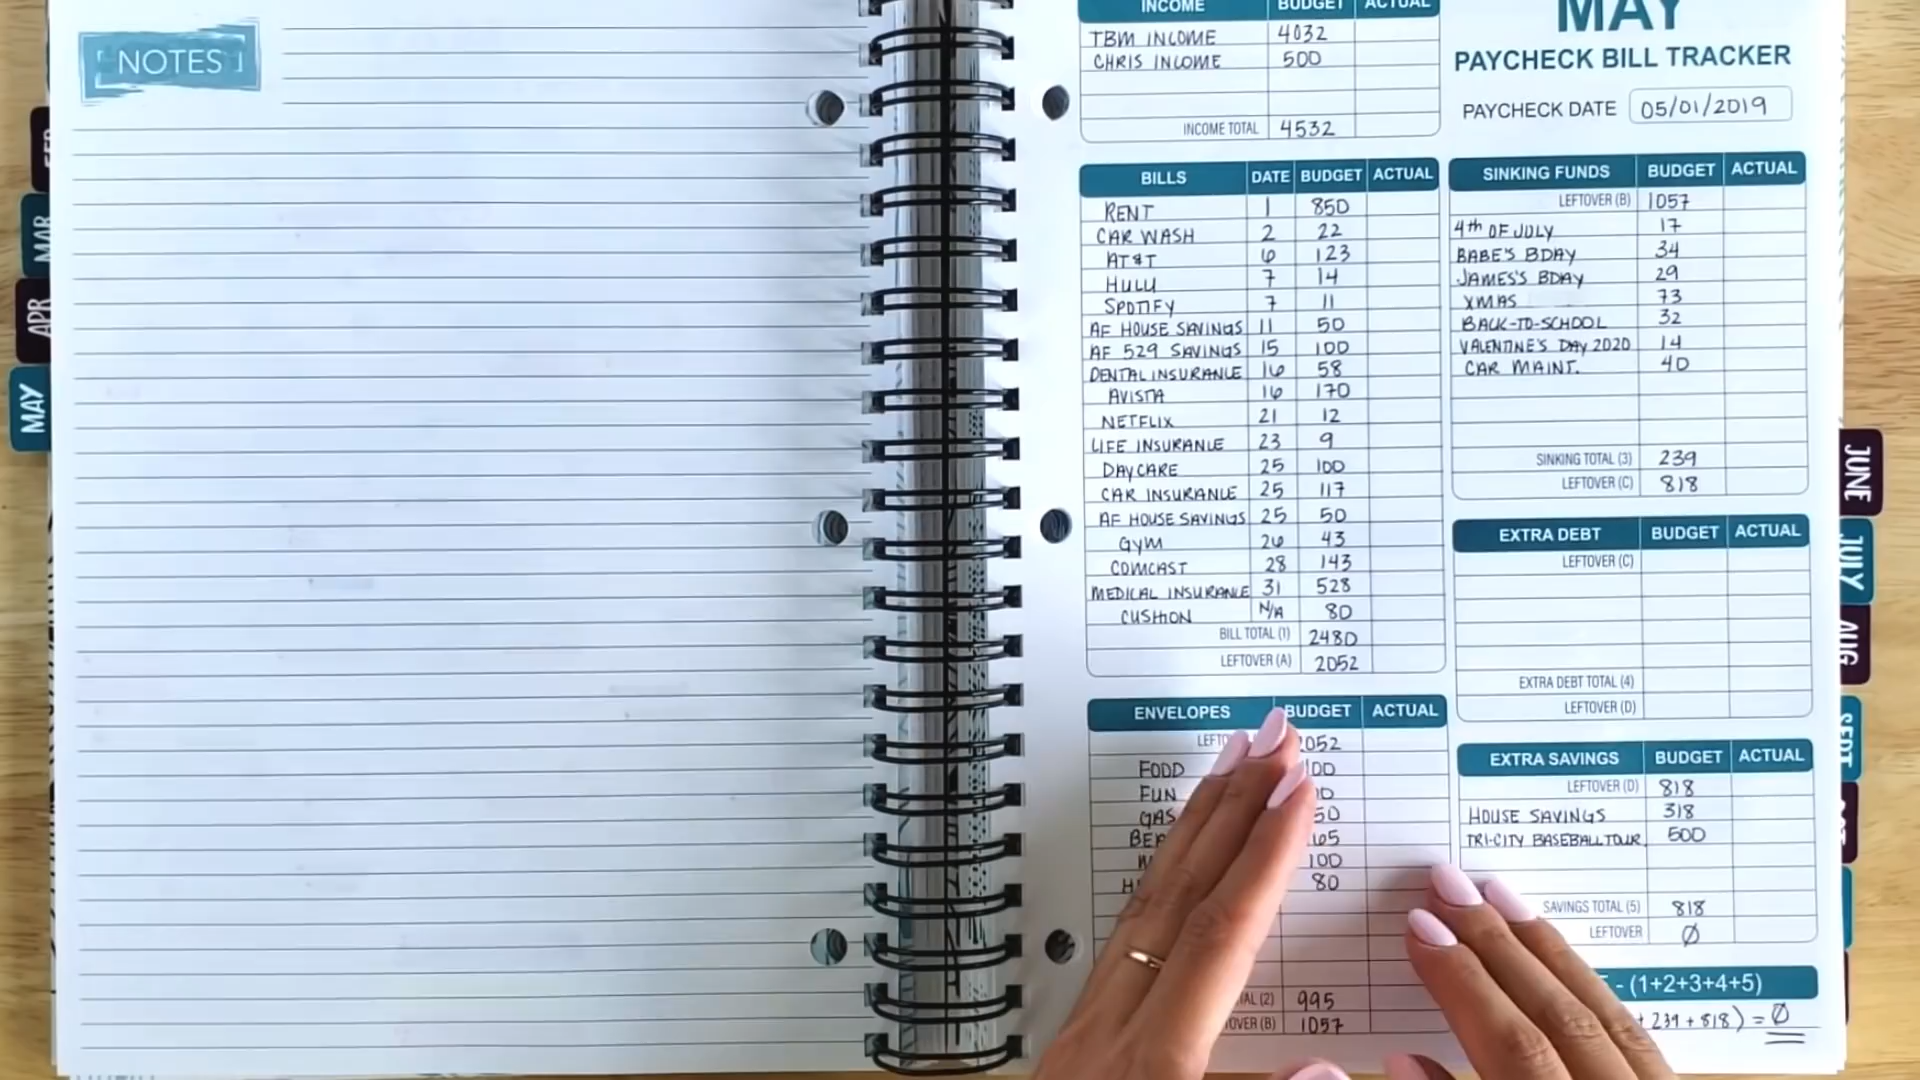 NOTES
FEB
MAR
APR
MAY
INCOME BUDGET ACTUAL
TBM INCOME 4032
CHRIS INCOME 500
INCOME TOTAL 4532
MAY
PAYCHECK BILL TRACKER
PAYCHECK DATE 05/01/2019
BILLS DATE BUDGET ACTUAL
RENT 1 850
CAR WASH 2 22
AT&T 6 123
HULU 7 14
SPOTIFY 7 11
AF HOUSE SAVINGS 11 50
AF 529 SAVINGS 15 100
DENTAL INSURANCE 16 58
AVISTA 16 170
NETFLIX 21 12
LIFE INSURANCE 23 9
DAYCARE 25 100
CAR INSURANCE 25 117
AF HOUSE SAVINGS 25 50
GYM 26 43
COMCAST 28 143
MEDICAL INSURANCE 31 528
CUSHION N/A 80
BILL TOTAL (1) 2480
LEFTOVER (A) 2052
ENVELOPES BUDGET ACTUAL
2052
FOOD
FUN
GAS
100
80
995
1057
SINKING FUNDS BUDGET ACTUAL
LEFTOVER (B) 1057
4th OF JULY 17
BABE'S BDAY 34
JAMES'S BDAY 29
XMAS 73
BACK-TO-SCHOOL 32
VALENTINE'S DAY 2020 14
CAR MAINT. 40
SINKING TOTAL (3) 239
LEFTOVER (C) 818
EXTRA DEBT BUDGET ACTUAL
LEFTOVER (C)
EXTRA DEBT TOTAL (4)
LEFTOVER (D)
EXTRA SAVINGS BUDGET ACTUAL
LEFTOVER (D) 818
HOUSE SAVINGS 318
TRI-CITY BASEBALL TOUR 500
SAVINGS TOTAL (5) 818
LEFTOVER Ø
- (1+2+3+4+5)
+ 239 + 818) = Ø
JUNE
JULY
AUG
SEPT